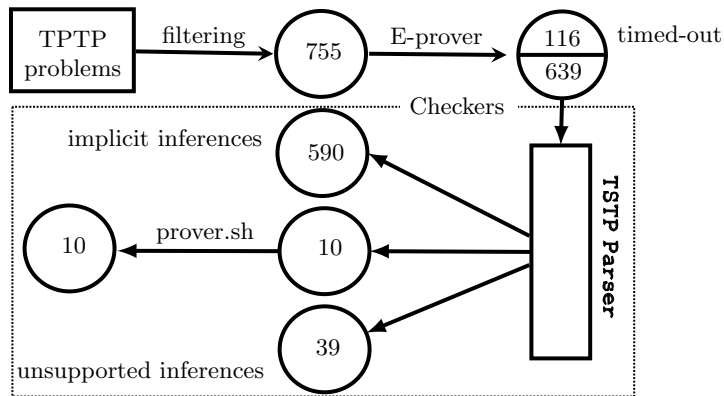 TPTP
problems
filtering
755
E-prover
116
639
timed-out
Checkers
implicit inferences
590
TSTP Parser
10
prover.sh
10
39
unsupported inferences